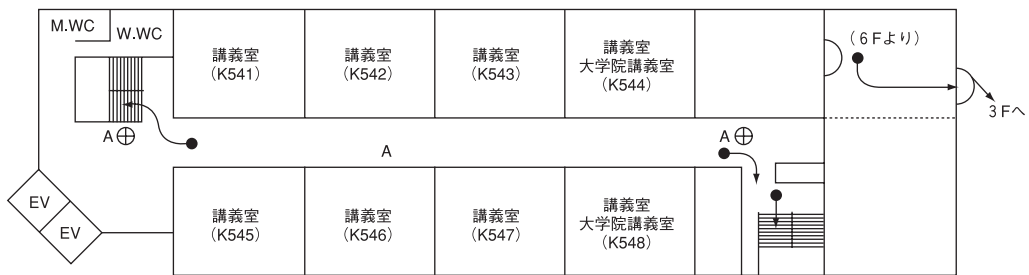 M.WC
W.WC
講義室
(K541)
講義室
(K542)
講義室
(K543)
講義室
大学院講義室
(K544)
(6Fより)
3Fへ
A
A
A
EV
EV
講義室
(K545)
講義室
(K546)
講義室
(K547)
講義室
大学院講義室
(K548)